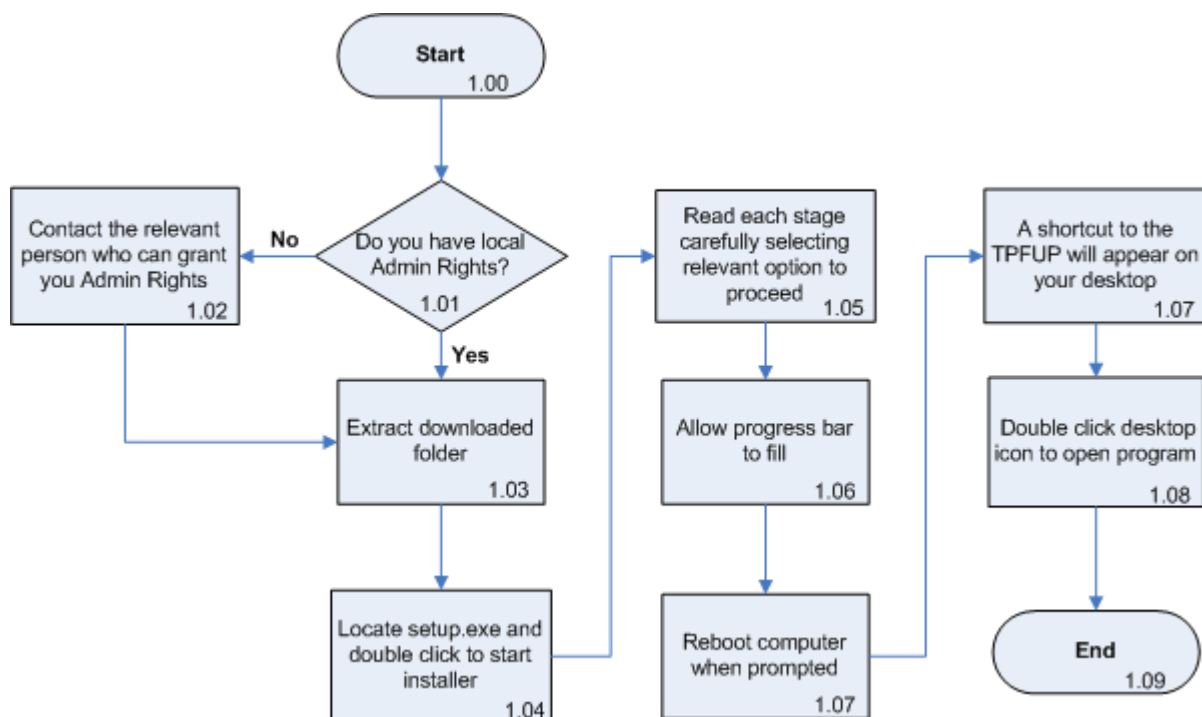 Start
1.00
Do you have local
Admin Rights?
1.01
No
Contact the relevant
person who can grant
you Admin Rights
1.02
Yes
Extract downloaded
folder
1.03
Locate setup.exe and
double click to start
installer
1.04
Read each stage
carefully selecting
relevant option to
proceed
1.05
Allow progress bar
to fill
1.06
Reboot computer
when prompted
1.07
A shortcut to the
TPFUP will appear on
your desktop
1.07
Double click desktop
icon to open program
1.08
End
1.09